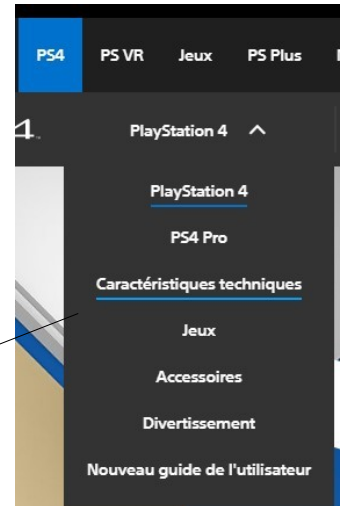 PS4 PS VR Jeux PS Plus
4™ PlayStation 4
PlayStation 4
PS4 Pro
Caractéristiques techniques
Jeux
Accessoires
Divertissement
Nouveau guide de l'utilisateur